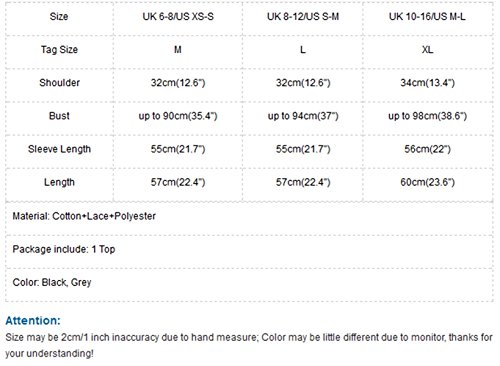 Size UK 6-8/US XS-S UK 8-12/US S-M UK 10-16/US M-L
Tag Size M L XL
Shoulder 32cm(12.6") 32cm(12.6") 34cm(13.4")
Bust up to 90cm(35.4") up to 94cm(37") up to 98cm(38.6")
Sleeve Length 55cm(21.7") 55cm(21.7") 56cm(22")
Length 57cm(22.4") 57cm(22.4") 60cm(23.6")
Material: Cotton+Lace+Polyester
Package include: 1 Top
Color: Black, Grey
Attention:
Size may be 2cm/1 inch inaccuracy due to hand measure; Color may be little different due to monitor, thanks for
your understanding!